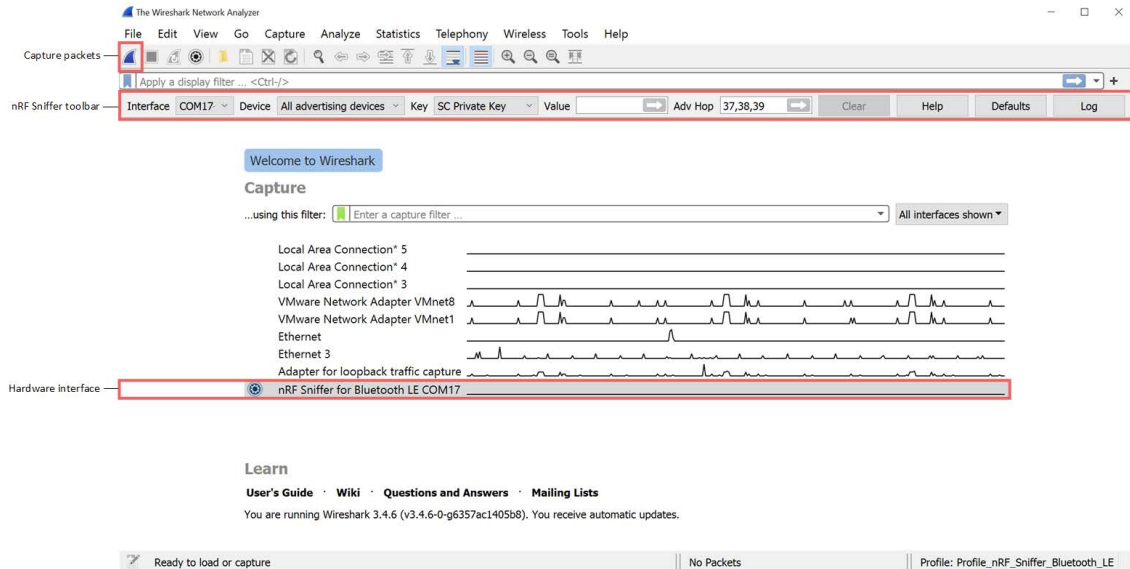 The Wireshark Network Analyzer
File Edit View Go Capture Analyze Statistics Telephony Wireless Tools Help
Capture packets
Apply a display filter ... <Ctrl-/>
nRF Sniffer toolbar
Interface COM17- Device All advertising devices Key SC Private Key Value Adv Hop 37,38,39 Clear Help Defaults Log
Welcome to Wireshark
Capture
...using this filter: Enter a capture filter ... All interfaces shown
Local Area Connection* 5
Local Area Connection* 4
Local Area Connection* 3
VMware Network Adapter VMnet8
VMware Network Adapter VMnet1
Ethernet
Ethernet 3
Adapter for loopback traffic capture
Hardware interface
nRF Sniffer for Bluetooth LE COM17
Learn
User's Guide · Wiki · Questions and Answers · Mailing Lists
You are running Wireshark 3.4.6 (v3.4.6-0-g6357ac1405b8). You receive automatic updates.
Ready to load or capture No Packets Profile: Profile_nRF_Sniffer_Bluetooth_LE